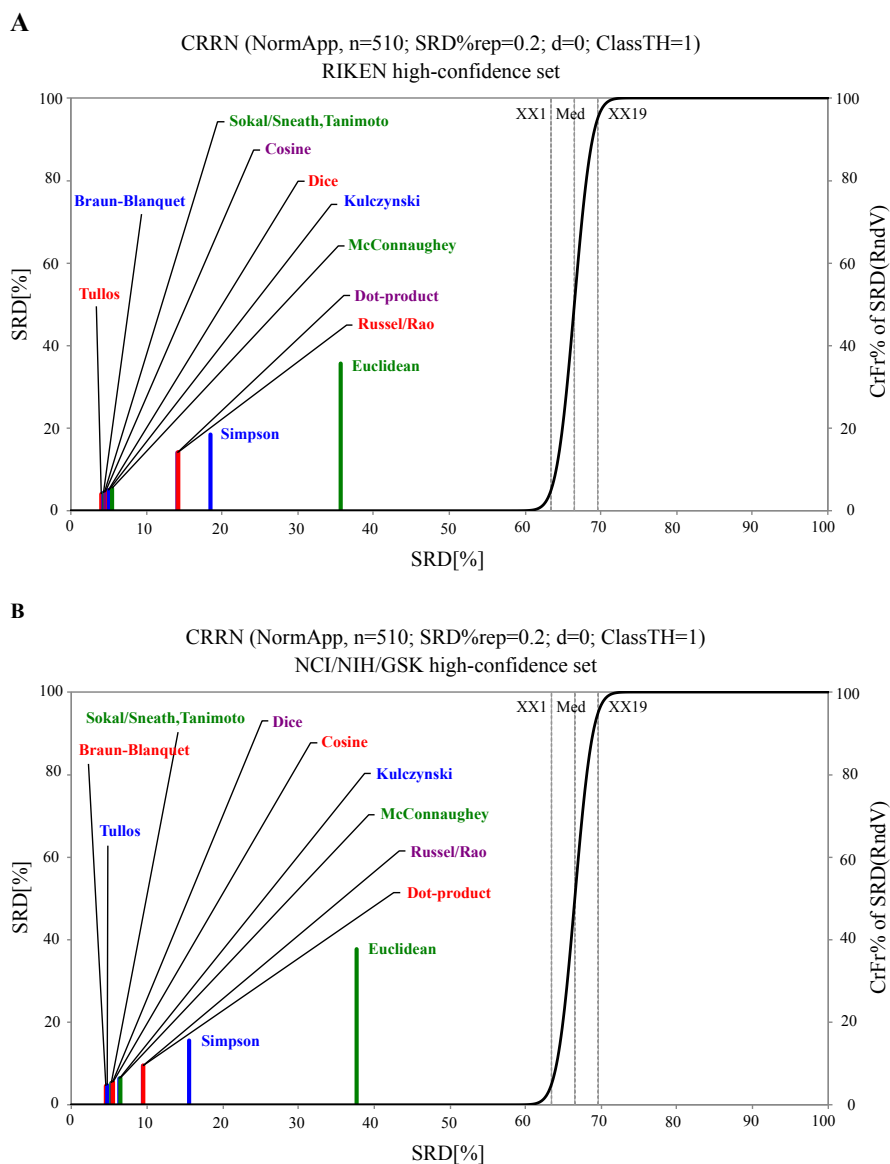 A
CRRN (NormApp, n=510; SRD%rep=0.2; d=0; ClassTH=1)
RIKEN high-confidence set
100
80
60
40
20
0
SRD[%]
XX1
Med
XX19
Sokal/Sneath,Tanimoto
Cosine
Dice
Braun-Blanquet
Kulczynski
McConnaughey
Tullos
Dot-product
Russel/Rao
Euclidean
Simpson
100
80
60
40
20
0
CrFr% of SRD(RndV)
0 10 20 30 40 50 60 70 80 90 100
SRD[%]
B
CRRN (NormApp, n=510; SRD%rep=0.2; d=0; ClassTH=1)
NCI/NIH/GSK high-confidence set
100
80
60
40
20
0
SRD[%]
XX1
Med
XX19
Sokal/Sneath,Tanimoto
Dice
Cosine
Braun-Blanquet
Kulczynski
McConnaughey
Tullos
Russel/Rao
Dot-product
Euclidean
Simpson
100
80
60
40
20
0
CrFr% of SRD(RndV)
0 10 20 30 40 50 60 70 80 90 100
SRD[%]